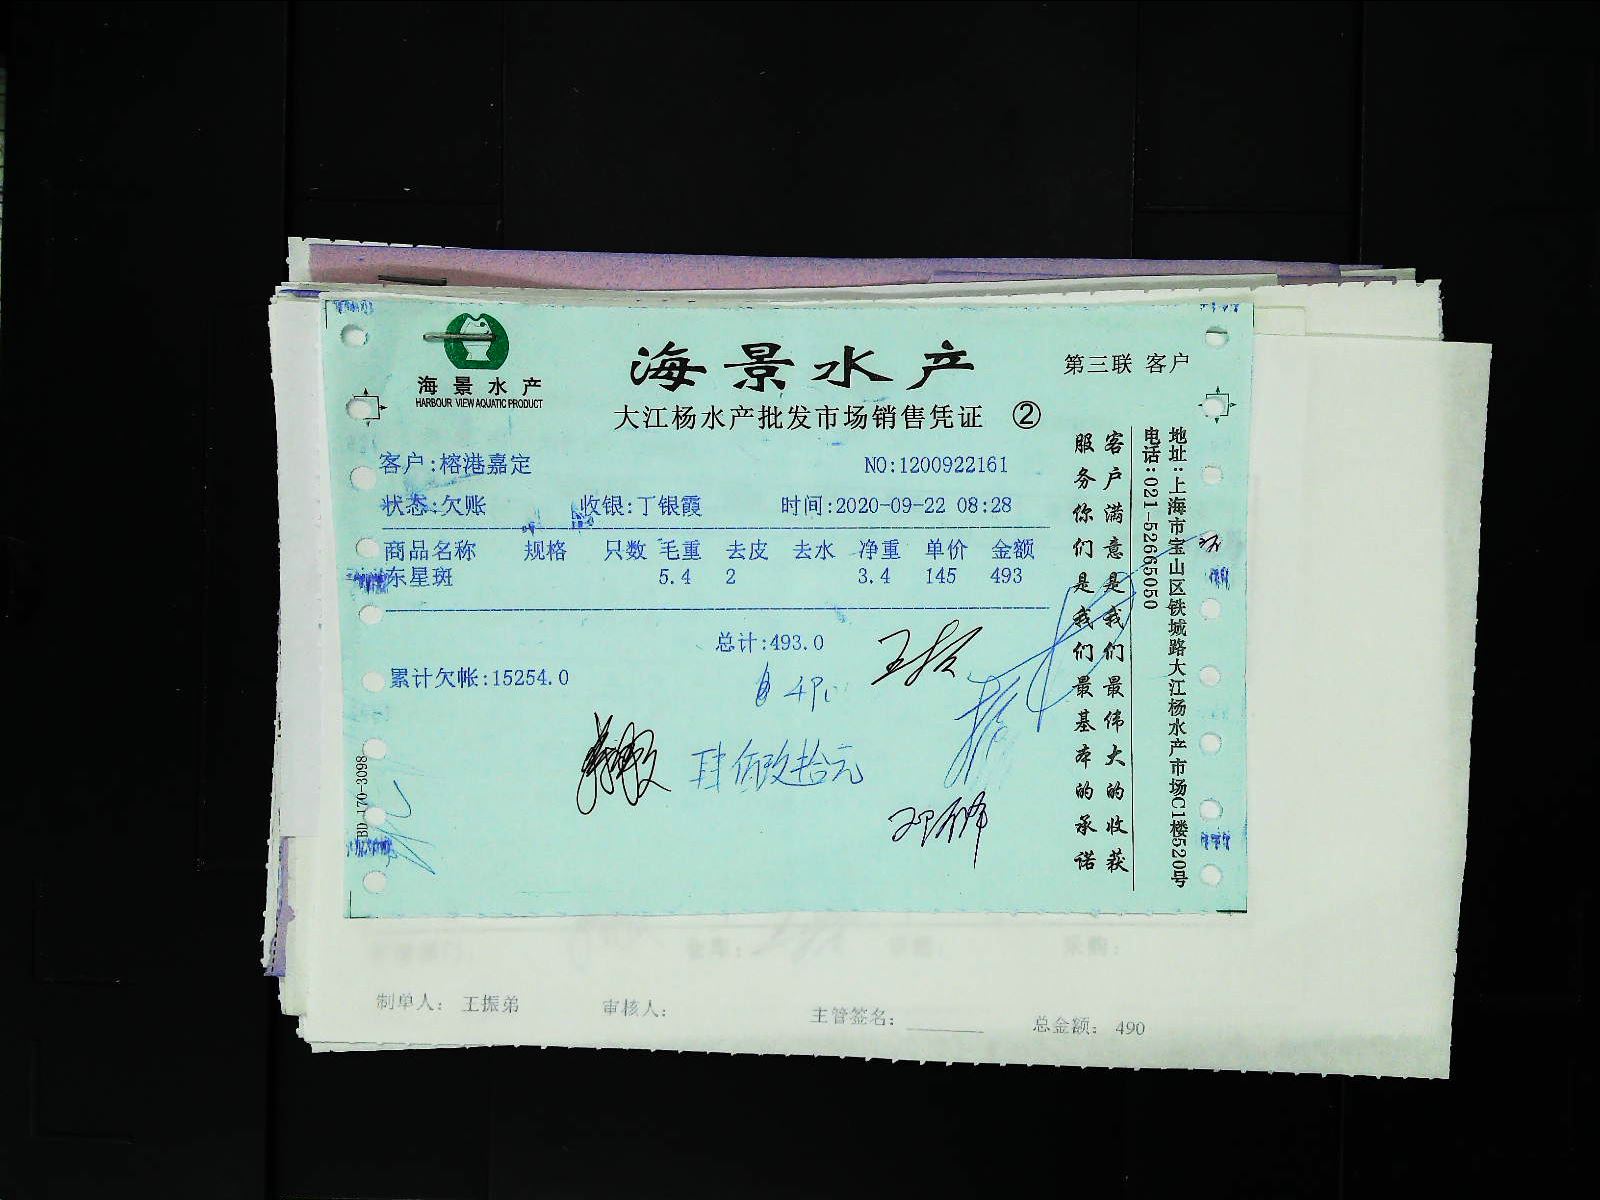 海景水产
HARBOUR VIEW AQUATIC PRODUCT
海景水产
大江杨水产批发市场销售凭证 ②
第三联 客户
客户:榕港嘉定 NO:1200922161
状态:欠账 收银:丁银霞 时间:2020-09-22 08:28
商品名称 规格 只数 毛重 去皮 去水 净重 单价 金额
东星斑 5.4 2 3.4 145 493
总计:493.0
累计欠帐:15254.0
肆佰玖拾元
客户满意是我们最伟大的收获
服务你们是我们最基本的承诺
地址:上海市宝山区铁城路大江杨水产市场C1楼520号
电话:021-52665050
BD 170-3098
制单人: 王振弟 审核人: 主管签名: 总金额: 490